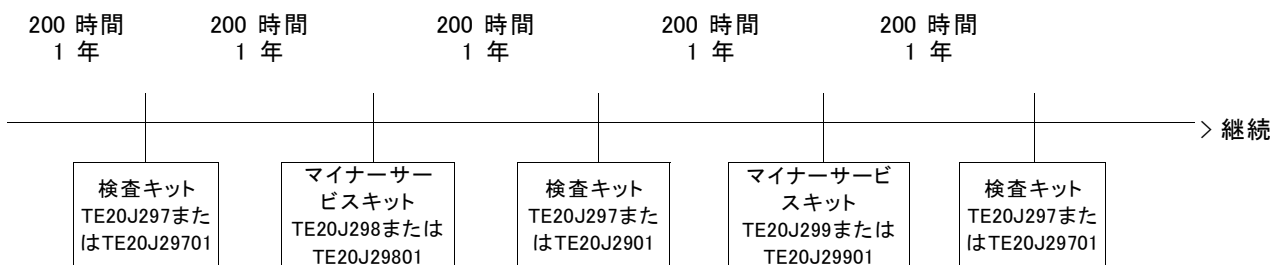 200 時間
1 年
200 時間
1 年
200 時間
1 年
200 時間
1 年
200 時間
1 年
> 継続
検査キット
TE20J297また
はTE20J29701
マイナーサー
ビスキット
TE20J298または
TE20J29801
検査キット
TE20J297また
はTE20J2901
マイナーサービ
スキット
TE20J299または
TE20J29901
検査キット
TE20J297また
はTE20J29701